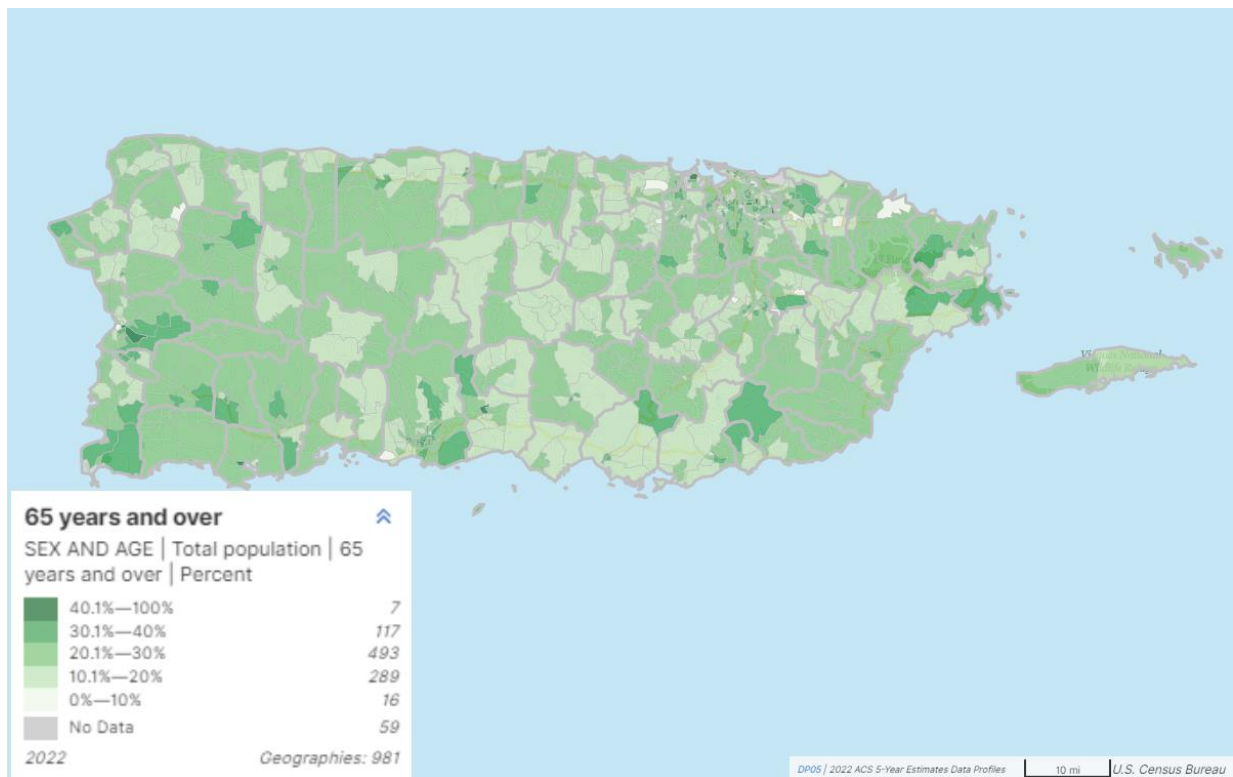 65 years and over
SEX AND AGE | Total population | 65
years and over | Percent
40.1%—100% 7
30.1%—40% 117
20.1%—30% 493
10.1%—20% 289
0%—10% 16
No Data 59
2022 Geographies: 981
DP05 | 2022 ACS 5-Year Estimates Data Profiles 10 mi U.S. Census Bureau